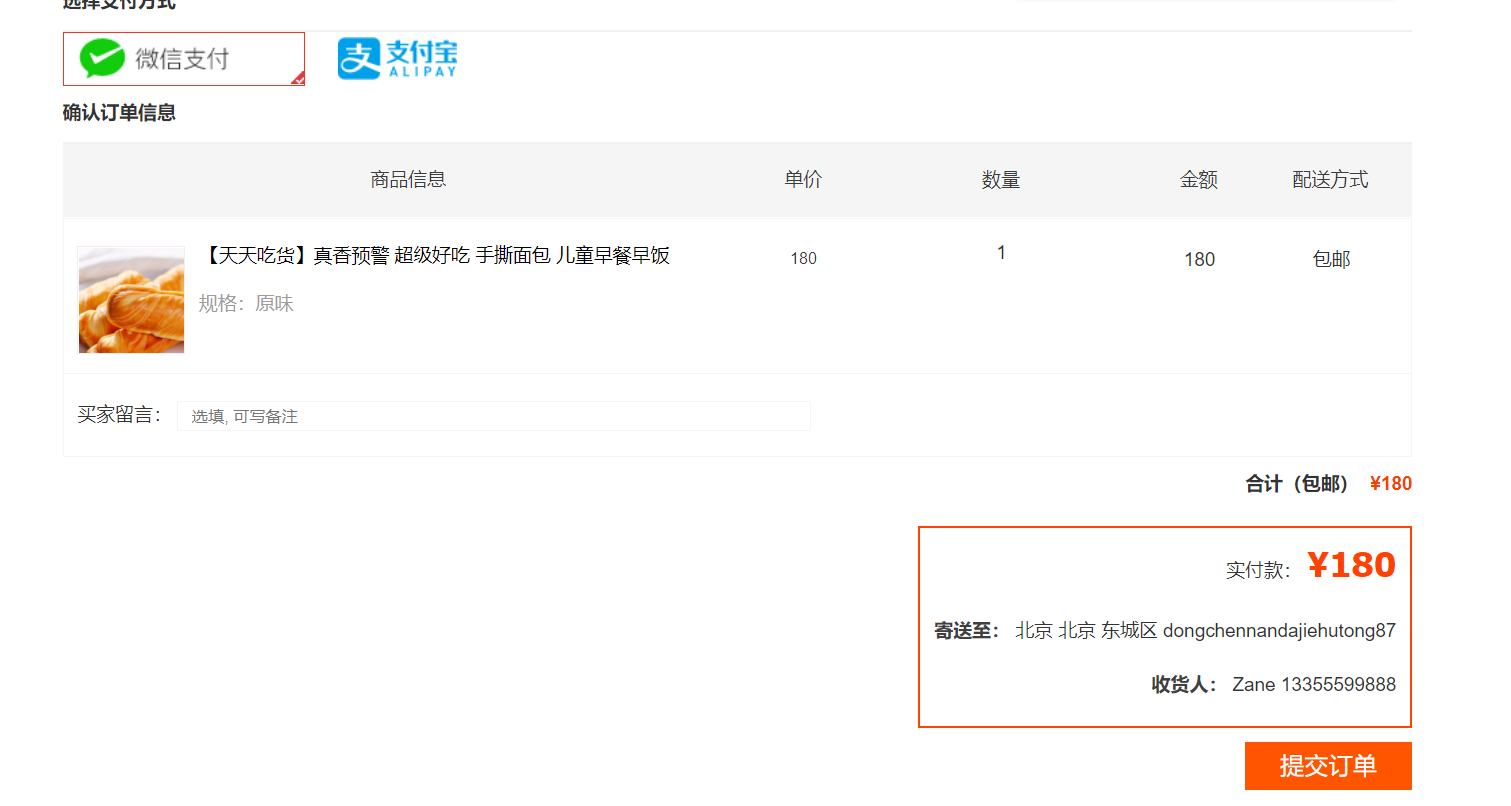 选择支付方式
微信支付 支付宝
ALIPAY
确认订单信息
商品信息 单价 数量 金额 配送方式
【天天吃货】真香预警 超级好吃 手撕面包 儿童早餐早饭 180 1 180 包邮
规格：原味
买家留言： 选填, 可写备注
合计（包邮） ¥180
实付款： ¥180
寄送至： 北京 北京 东城区 dongchennandajiehutong87
收货人： Zane 13355599888
提交订单